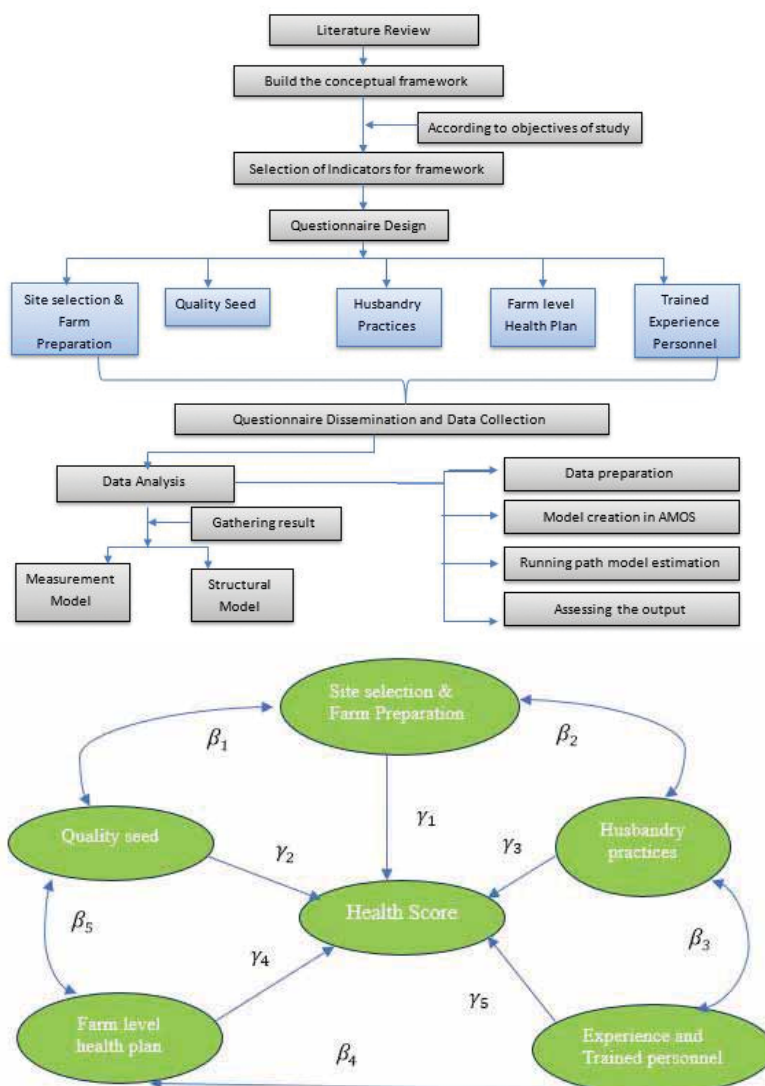 Literature Review
Build the conceptual framework
According to objectives of study
Selection of Indicators for framework
Questionnaire Design
Site selection &
Farm
Preparation
Quality Seed
Husbandry
Practices
Farm level
Health Plan
Trained
Experience
Personnel
Questionnaire Dissemination and Data Collection
Data Analysis
Gathering result
Measurement
Model
Structural
Model
Data preparation
Model creation in AMOS
Running path model estimation
Assessing the output
Site selection &
Farm Preparation
β1
β2
γ1
Quality seed
Husbandry
practices
γ2
γ3
Health Score
β5
β3
γ4
γ5
Farm level
health plan
Experience and
Trained personnel
β4